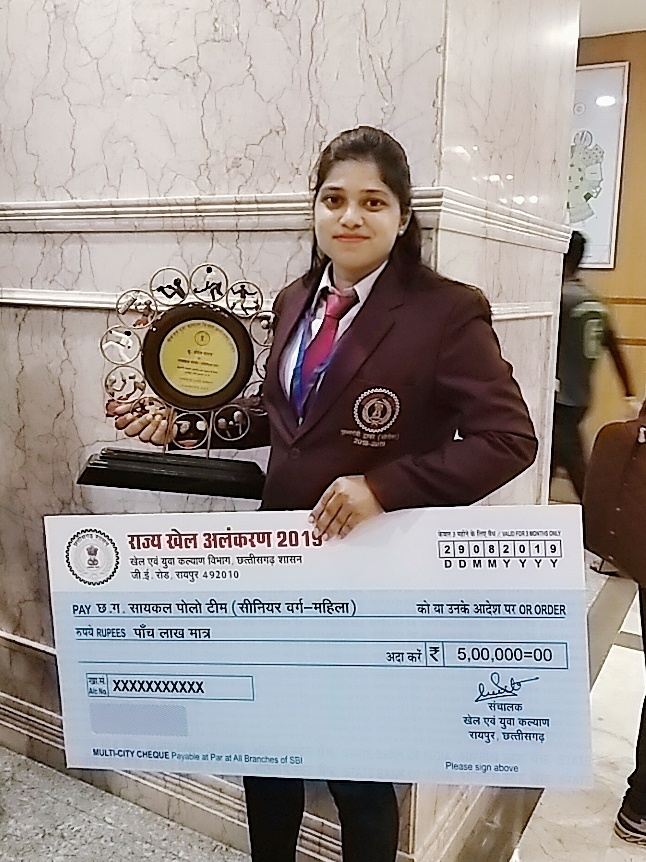 राज्य खेल अलंकरण 2019
खेल एवं युवा कल्याण विभाग, छत्तीसगढ़ शासन
जी.ई. रोड, रायपुर 492010
केवल 3 महीने के लिए वैध / VALID FOR 3 MONTHS ONLY
29082019
DDMMYYYY
PAY छ.ग. सायकल पोलो टीम (सीनियर वर्ग-महिला) को या उनके आदेश पर OR ORDER
रुपये RUPEES पाँच लाख मात्र
अदा करें ₹ 5,00,000=00
खा.सं.
A/c No. XXXXXXXXXXX
संचालक
खेल एवं युवा कल्याण
रायपुर, छत्तीसगढ़
MULTI-CITY CHEQUE Payable at Par at All Branches of SBI
Please sign above
2018-2019